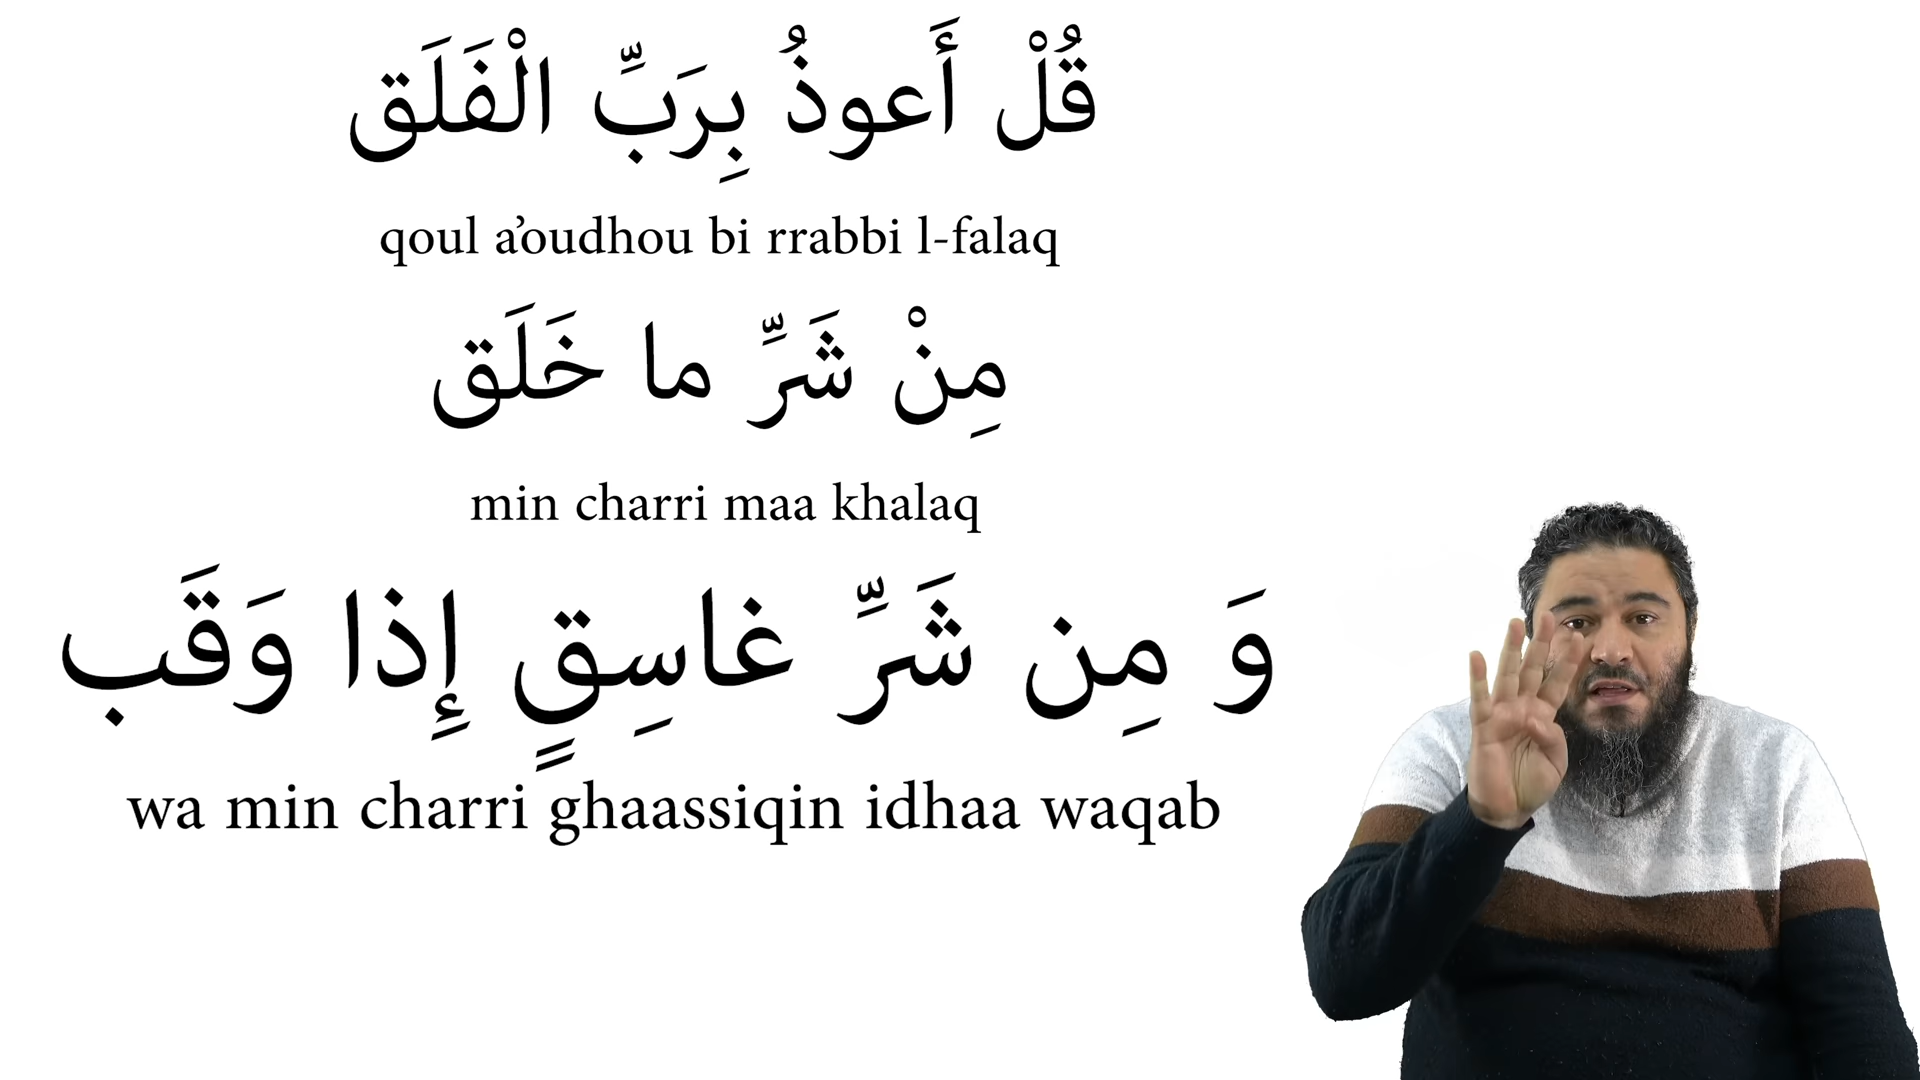 قُلْ أَعوذُ بِرَبِّ الْفَلَق
qoul a’oudhou bi rrabbi l-falaq
مِنْ شَرِّ ما خَلَق
min charri maa khalaq
وَ مِن شَرِّ غاسِقٍ إِذا وَقَب
wa min charri ghaassiqin idhaa waqab